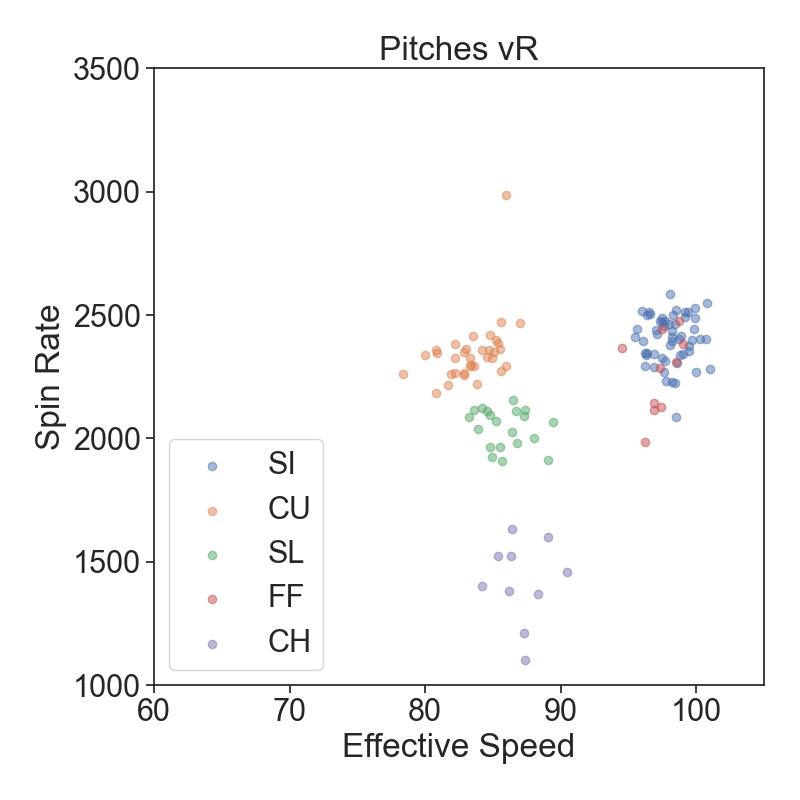 Pitches vR
3500
3000
2500
2000
1500
1000
Spin Rate
SI
CU
SL
FF
CH
60 70 80 90 100
Effective Speed